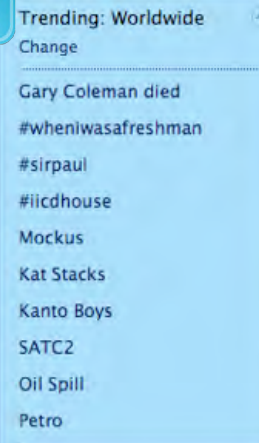 Trending: Worldwide
Change
Gary Coleman died
#wheniwasafreshman
#sirpaul
#iicdhouse
Mockus
Kat Stacks
Kanto Boys
SATC2
Oil Spill
Petro